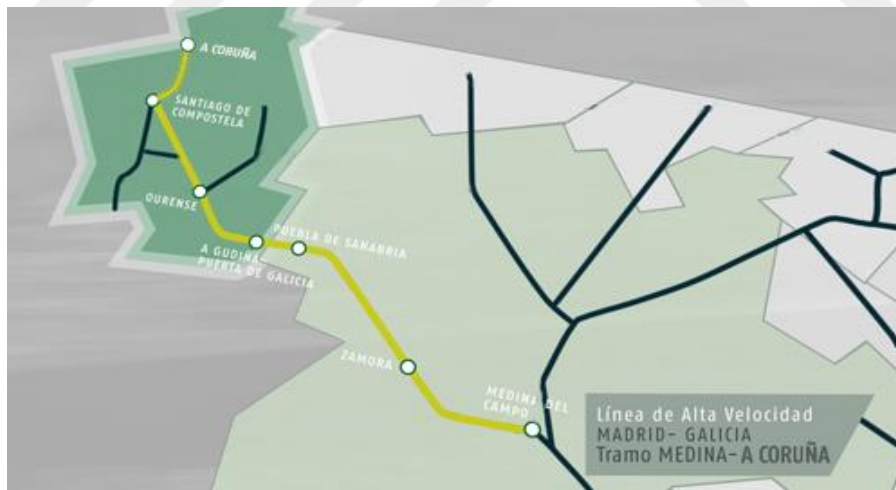 A CORUÑA
SANTIAGO DE
COMPOSTELA
OURENSE
PUEBLA DE SANABRIA
A GUDIÑA
PUERTA DE GALICIA
ZAMORA
MEDINA DEL
CAMPO
Línea de Alta Velocidad
MADRID- GALICIA
Tramo MEDINA- A CORUÑA